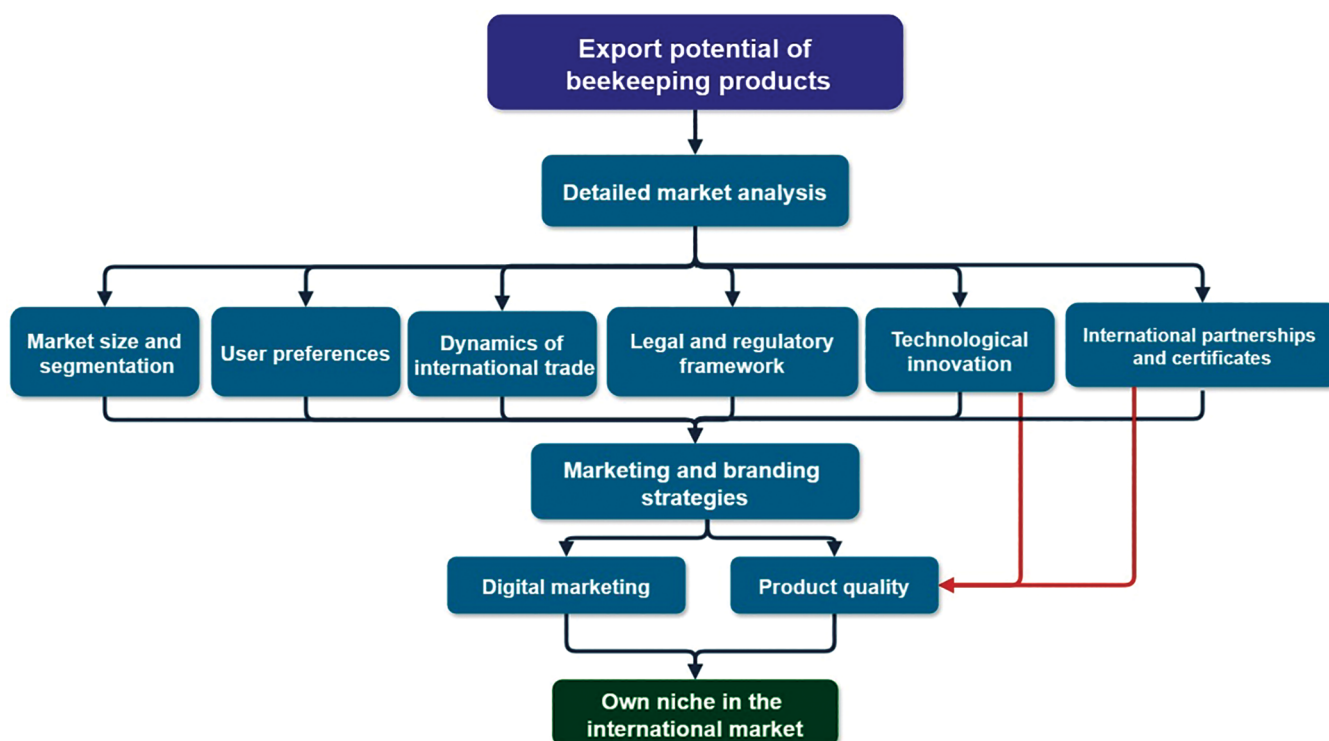 Export potential of
beekeeping products
Detailed market analysis
Market size and
segmentation
User preferences
Dynamics of
international trade
Legal and regulatory
framework
Technological
innovation
International partnerships
and certificates
Marketing and branding
strategies
Digital marketing
Product quality
Own niche in the
international market